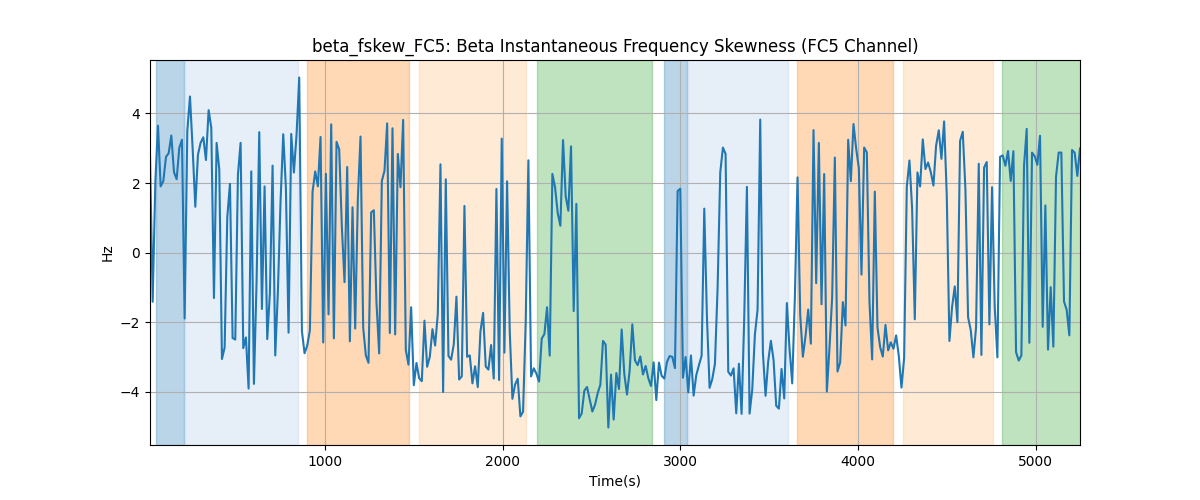 beta_fskew_FC5: Beta Instantaneous Frequency Skewness (FC5 Channel)
Hz
4
2
0
−2
−4
1000 2000 3000 4000 5000
Time(s)